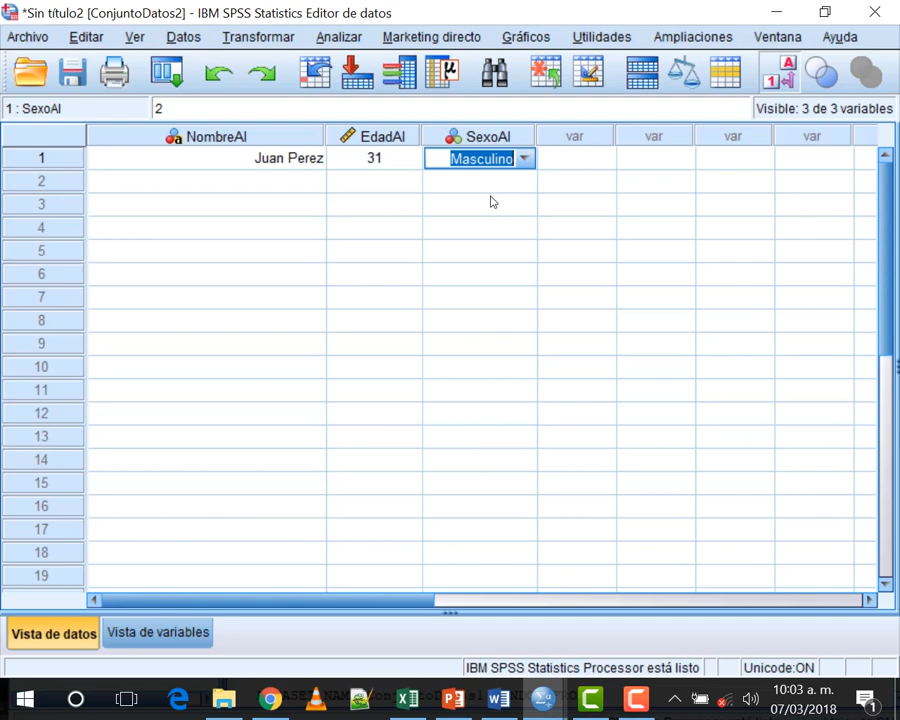 *Sin título2 [ConjuntoDatos2] - IBM SPSS Statistics Editor de datos
Archivo Editar Ver Datos Transformar Analizar Marketing directo Gráficos Utilidades Ampliaciones Ventana Ayuda
1 : SexoAl 2 Visible: 3 de 3 variables
NombreAl EdadAl SexoAl var var var var
1 Juan Perez 31 Masculino
2
3
4
5
6
7
8
9
10
11
12
13
14
15
16
17
18
19
Vista de datos Vista de variables
IBM SPSS Statistics Processor está listo Unicode:ON
10:03 a. m.
07/03/2018